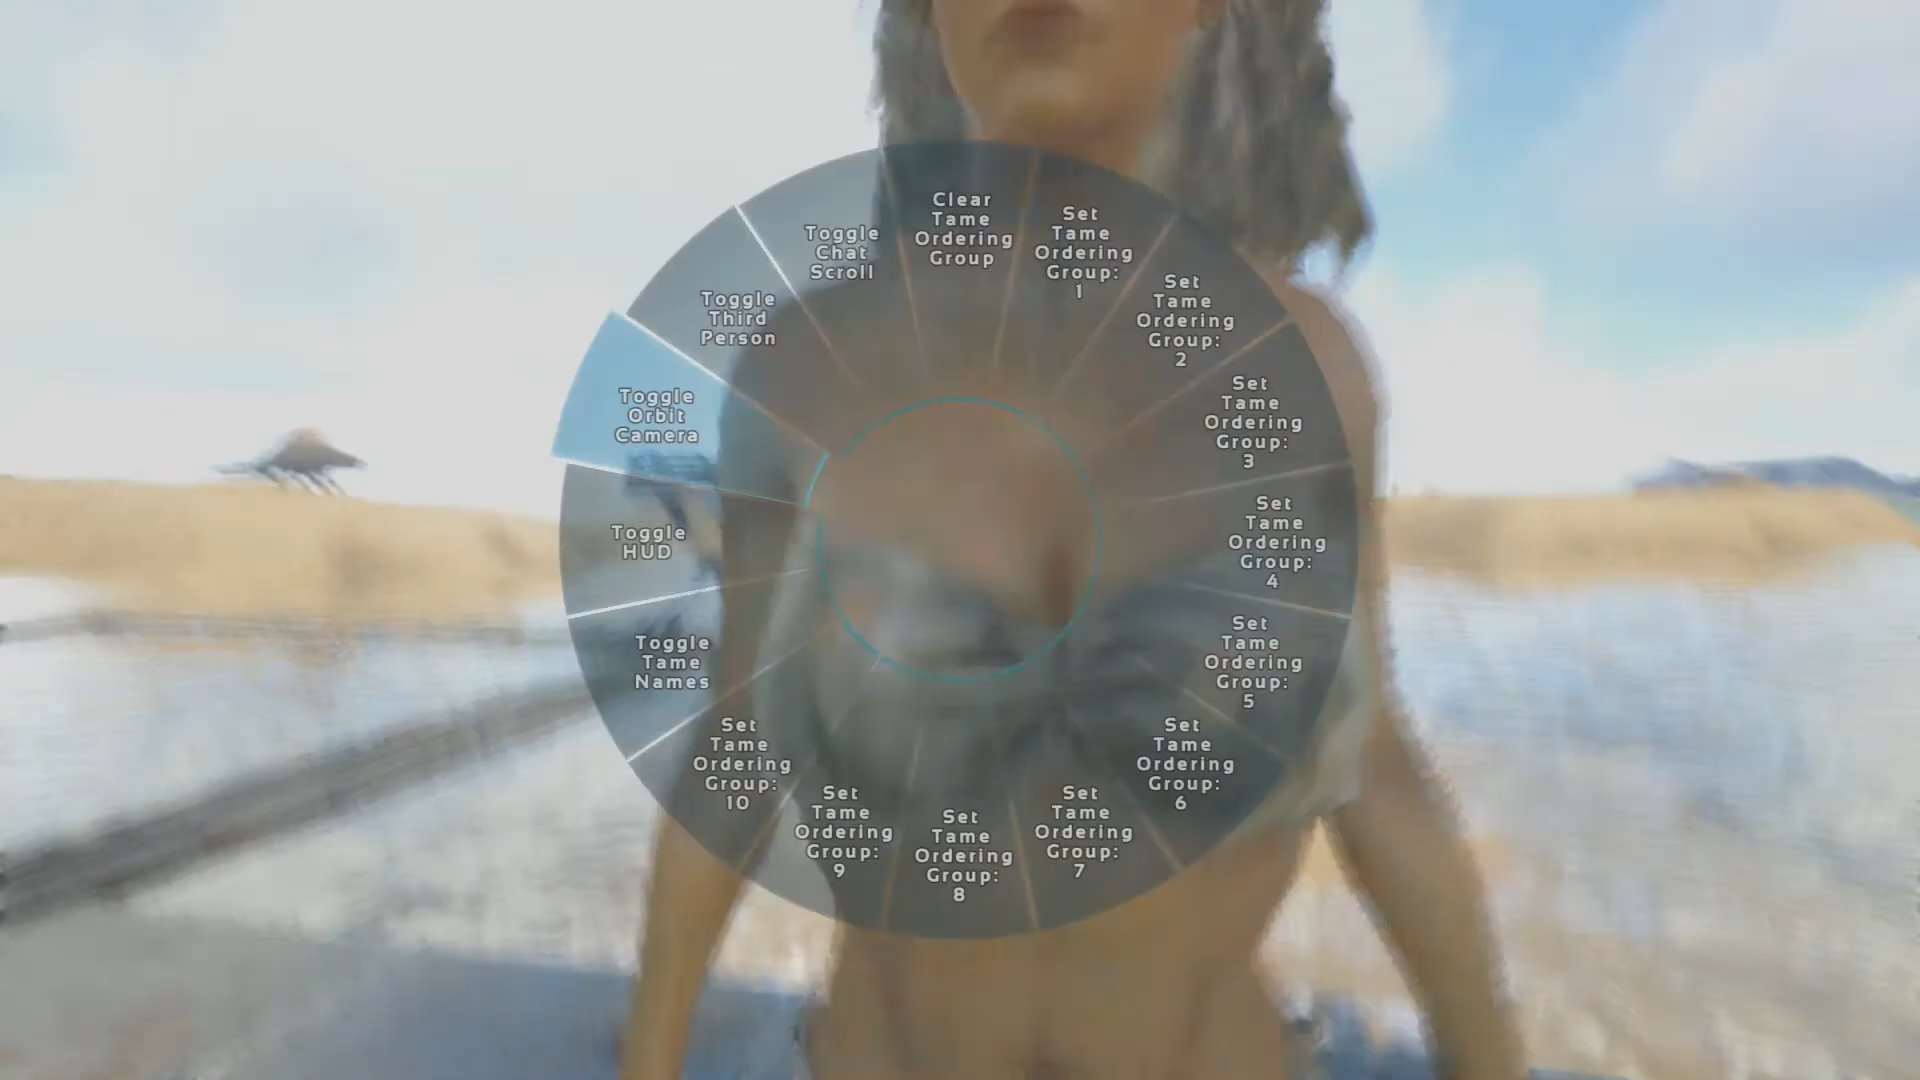 Clear
Tame
Ordering
Group
Set
Tame
Ordering
Group:
1
Set
Tame
Ordering
Group:
2
Set
Tame
Ordering
Group:
3
Set
Tame
Ordering
Group:
4
Set
Tame
Ordering
Group:
5
Set
Tame
Ordering
Group:
6
Set
Tame
Ordering
Group:
7
Set
Tame
Ordering
Group:
8
Set
Tame
Ordering
Group:
9
Set
Tame
Ordering
Group:
10
Toggle
Tame
Names
Toggle
HUD
Toggle
Orbit
Camera
Toggle
Third
Person
Toggle
Chat
Scroll